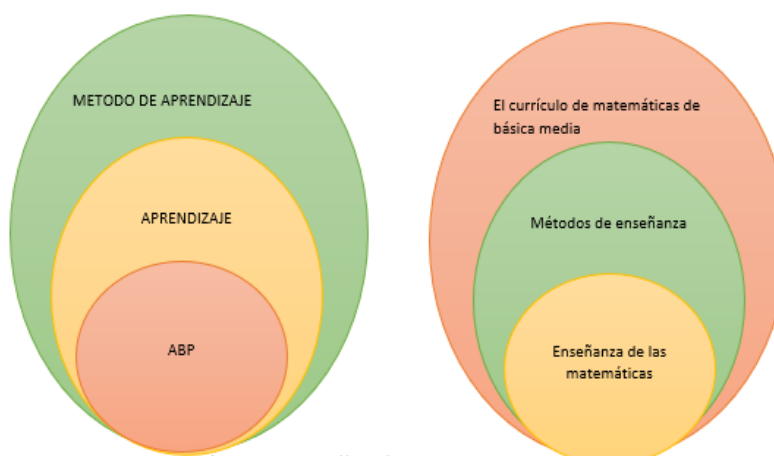 METODO DE APRENDIZAJE
APRENDIZAJE
ABP
El currículo de matemáticas de
básica media
Métodos de enseñanza
Enseñanza de las
matemáticas